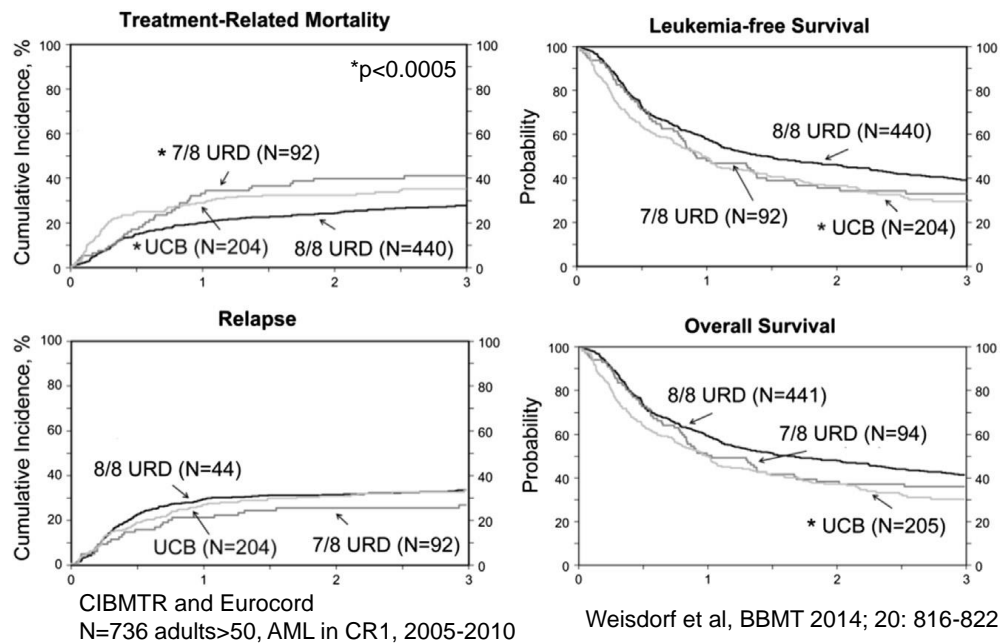 Treatment-Related Mortality
Cumulative Incidence, %
100
80
60
40
20
0
100
80
60
40
20
0
*p<0.0005
* 7/8 URD (N=92)
* UCB (N=204)
8/8 URD (N=440)
0 1 2 3
Leukemia-free Survival
Probability
100
80
60
40
20
0
100
80
60
40
20
0
8/8 URD (N=440)
7/8 URD (N=92)
* UCB (N=204)
0 1 2 3
Relapse
Cumulative Incidence, %
100
80
60
40
20
0
100
80
60
40
20
0
8/8 URD (N=44)
UCB (N=204)
7/8 URD (N=92)
0 1 2 3
Overall Survival
Probability
100
80
60
40
30
0
100
80
60
40
30
0
8/8 URD (N=441)
7/8 URD (N=94)
* UCB (N=205)
0 1 2 3
CIBMTR and Eurocord
N=736 adults>50, AML in CR1, 2005-2010
Weisdorf et al, BBMT 2014; 20: 816-822